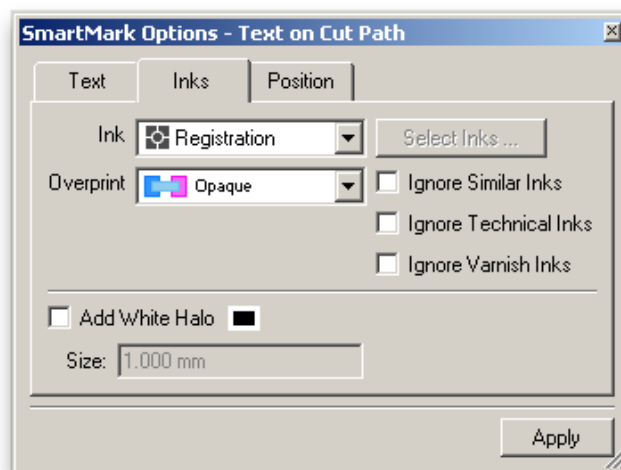 SmartMark Options - Text on Cut Path
Text Inks Position
Ink Registration Select Inks ...
Overprint Opaque Ignore Similar Inks
Ignore Technical Inks
Ignore Varnish Inks
Add White Halo
Size: 1.000 mm
Apply